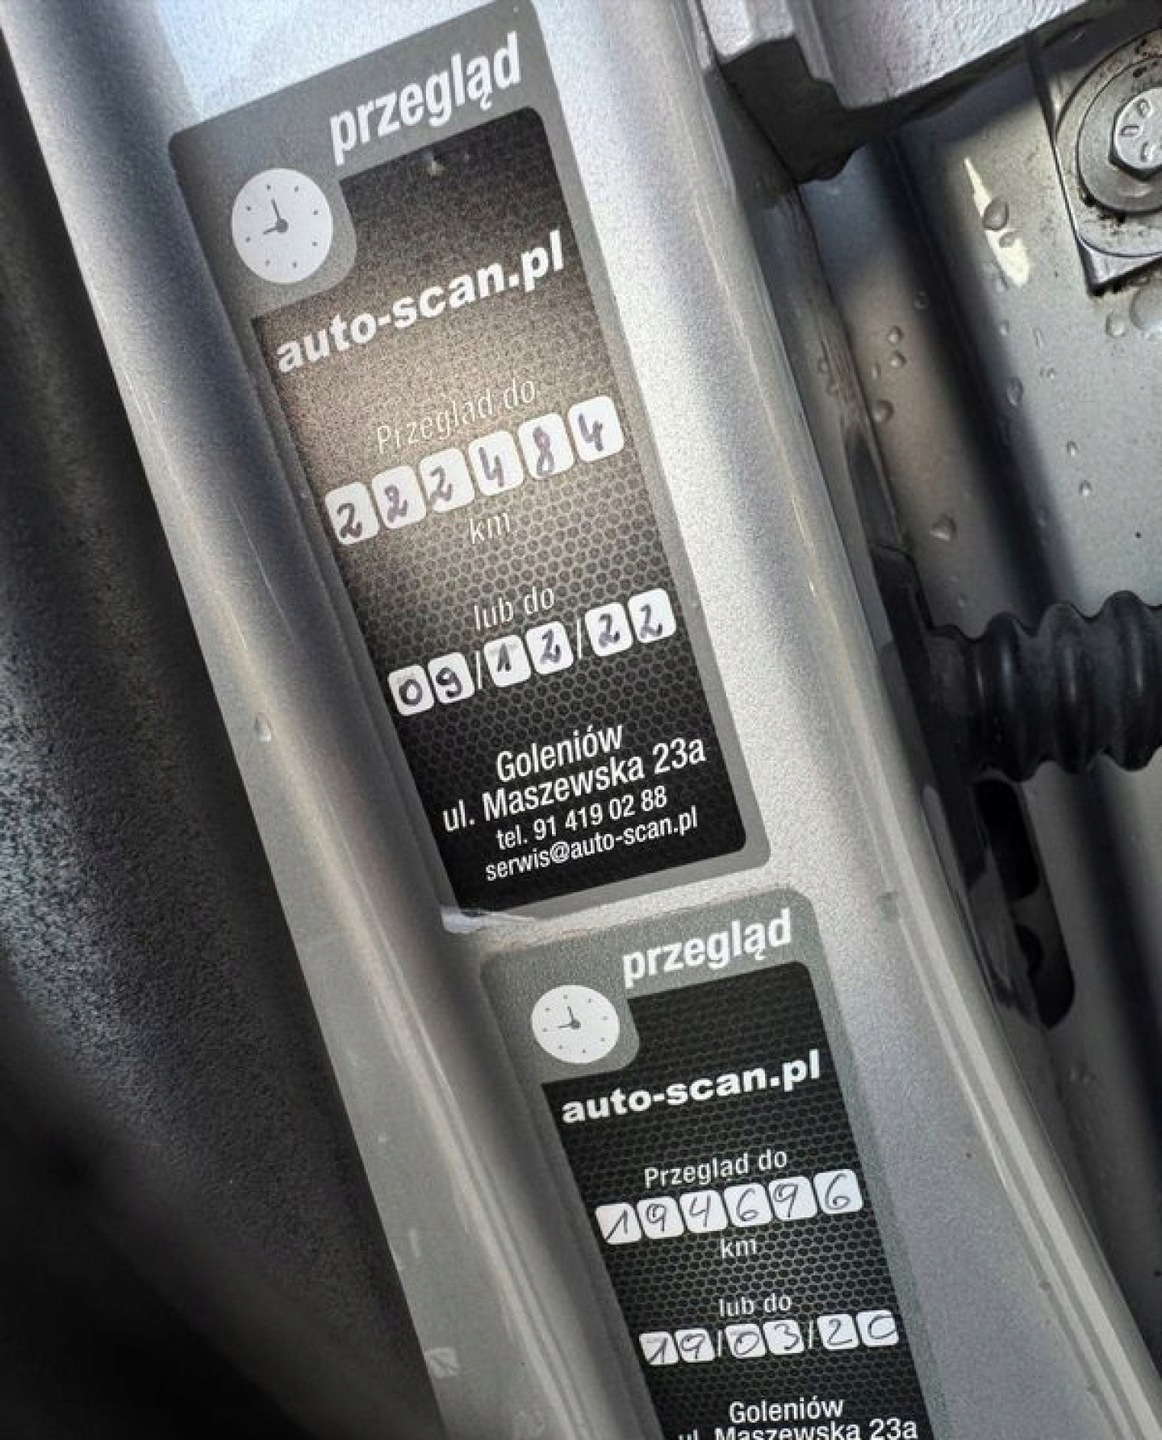 przegląd
auto-scan.pl
Przeglad do
222484
km
lub do
09/12/22
Goleniów
ul. Maszewska 23a
tel. 91 419 02 88
serwis@auto-scan.pl
przegląd
auto-scan.pl
Przeglad do
194696
km
lub do
19/03/20
Goleniów
ul. Maszewska 23a